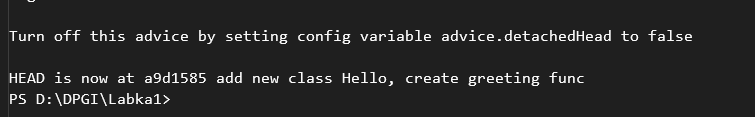 Turn off this advice by setting config variable advice.detachedHead to false
HEAD is now at a9d1585 add new class Hello, create greeting func
PS D:\DPGI\Labka1>